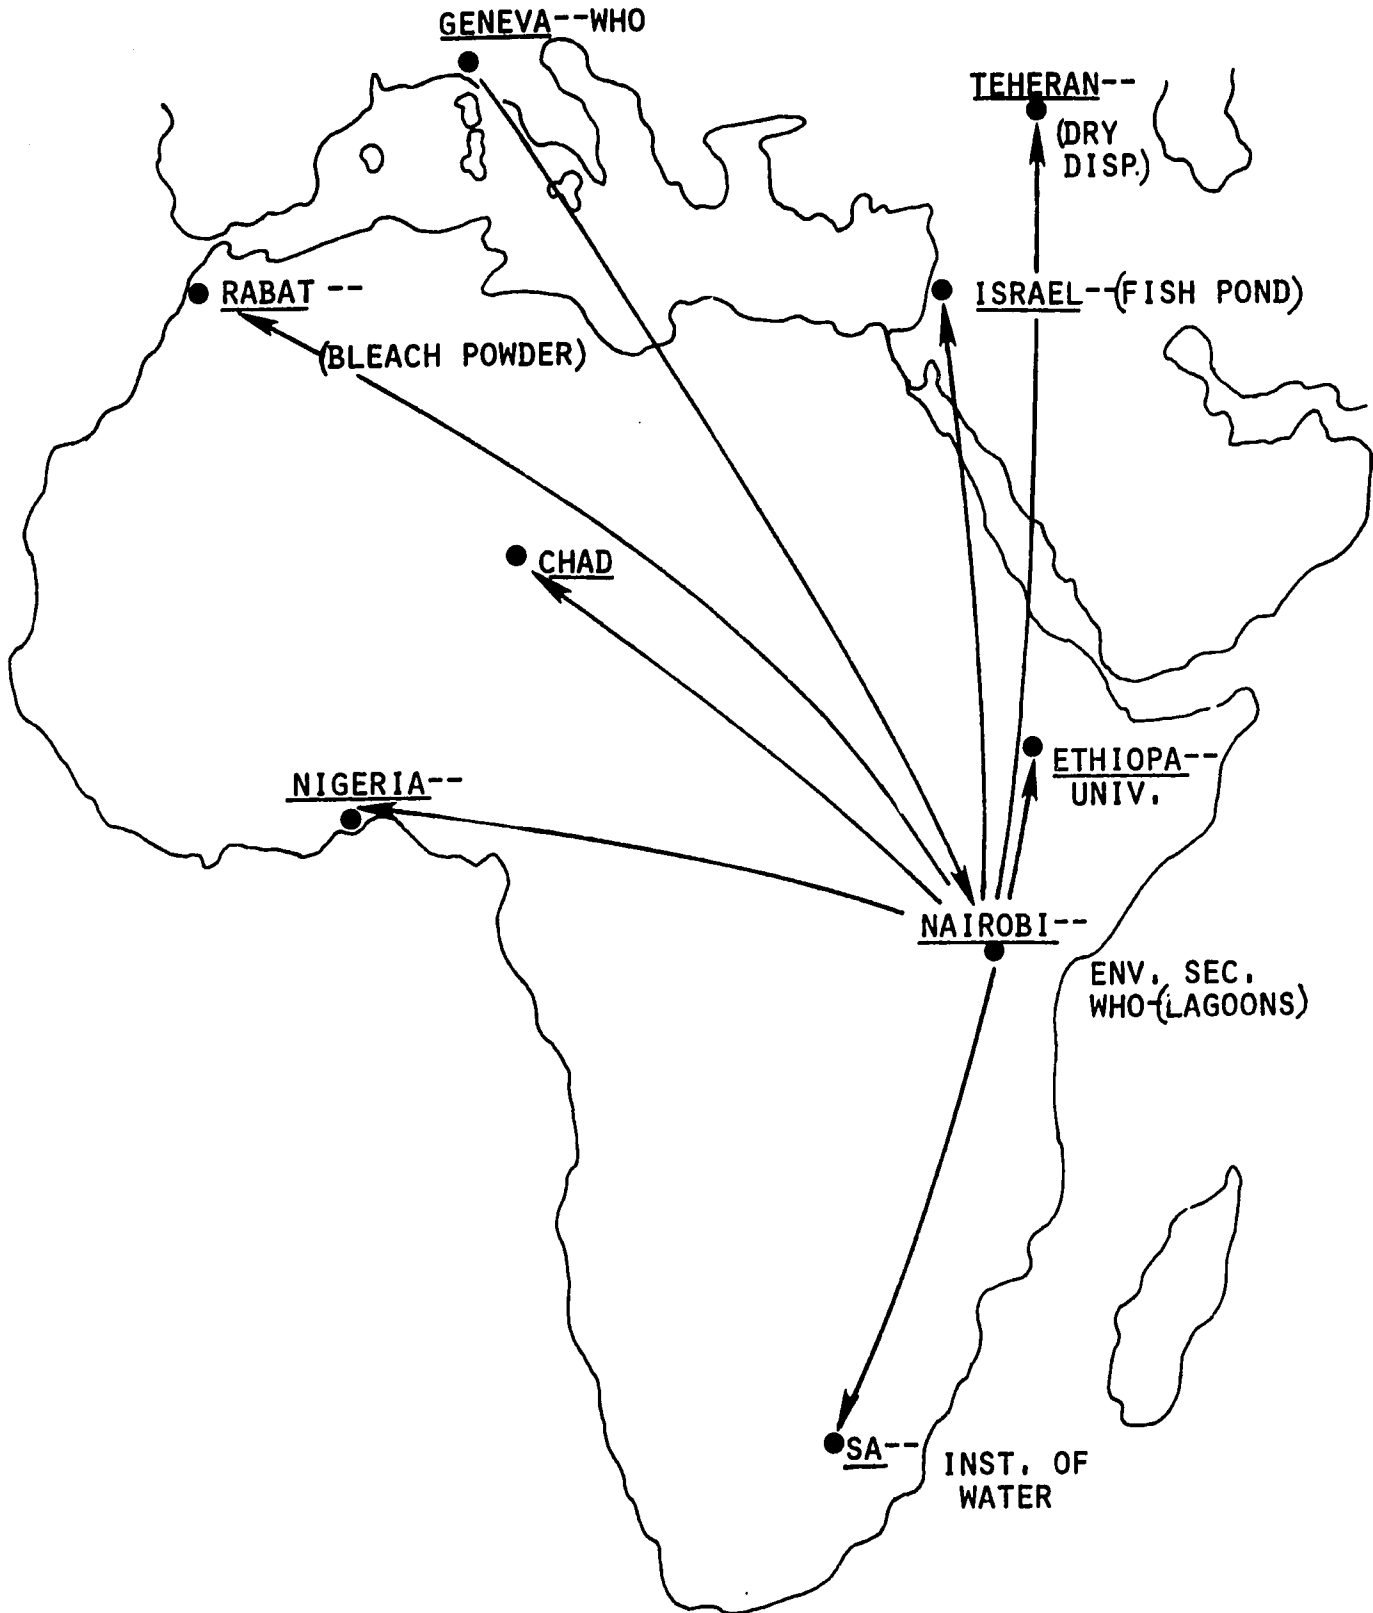 GENEVA--WHO
TEHERAN--
(DRY
DISP.)
RABAT --
ISRAEL--(FISH POND)
(BLEACH POWDER)
CHAD
ETHIOPA--
UNIV.
NIGERIA--
NAIROBI--
ENV. SEC.
WHO-(LAGOONS)
SA--
INST. OF
WATER